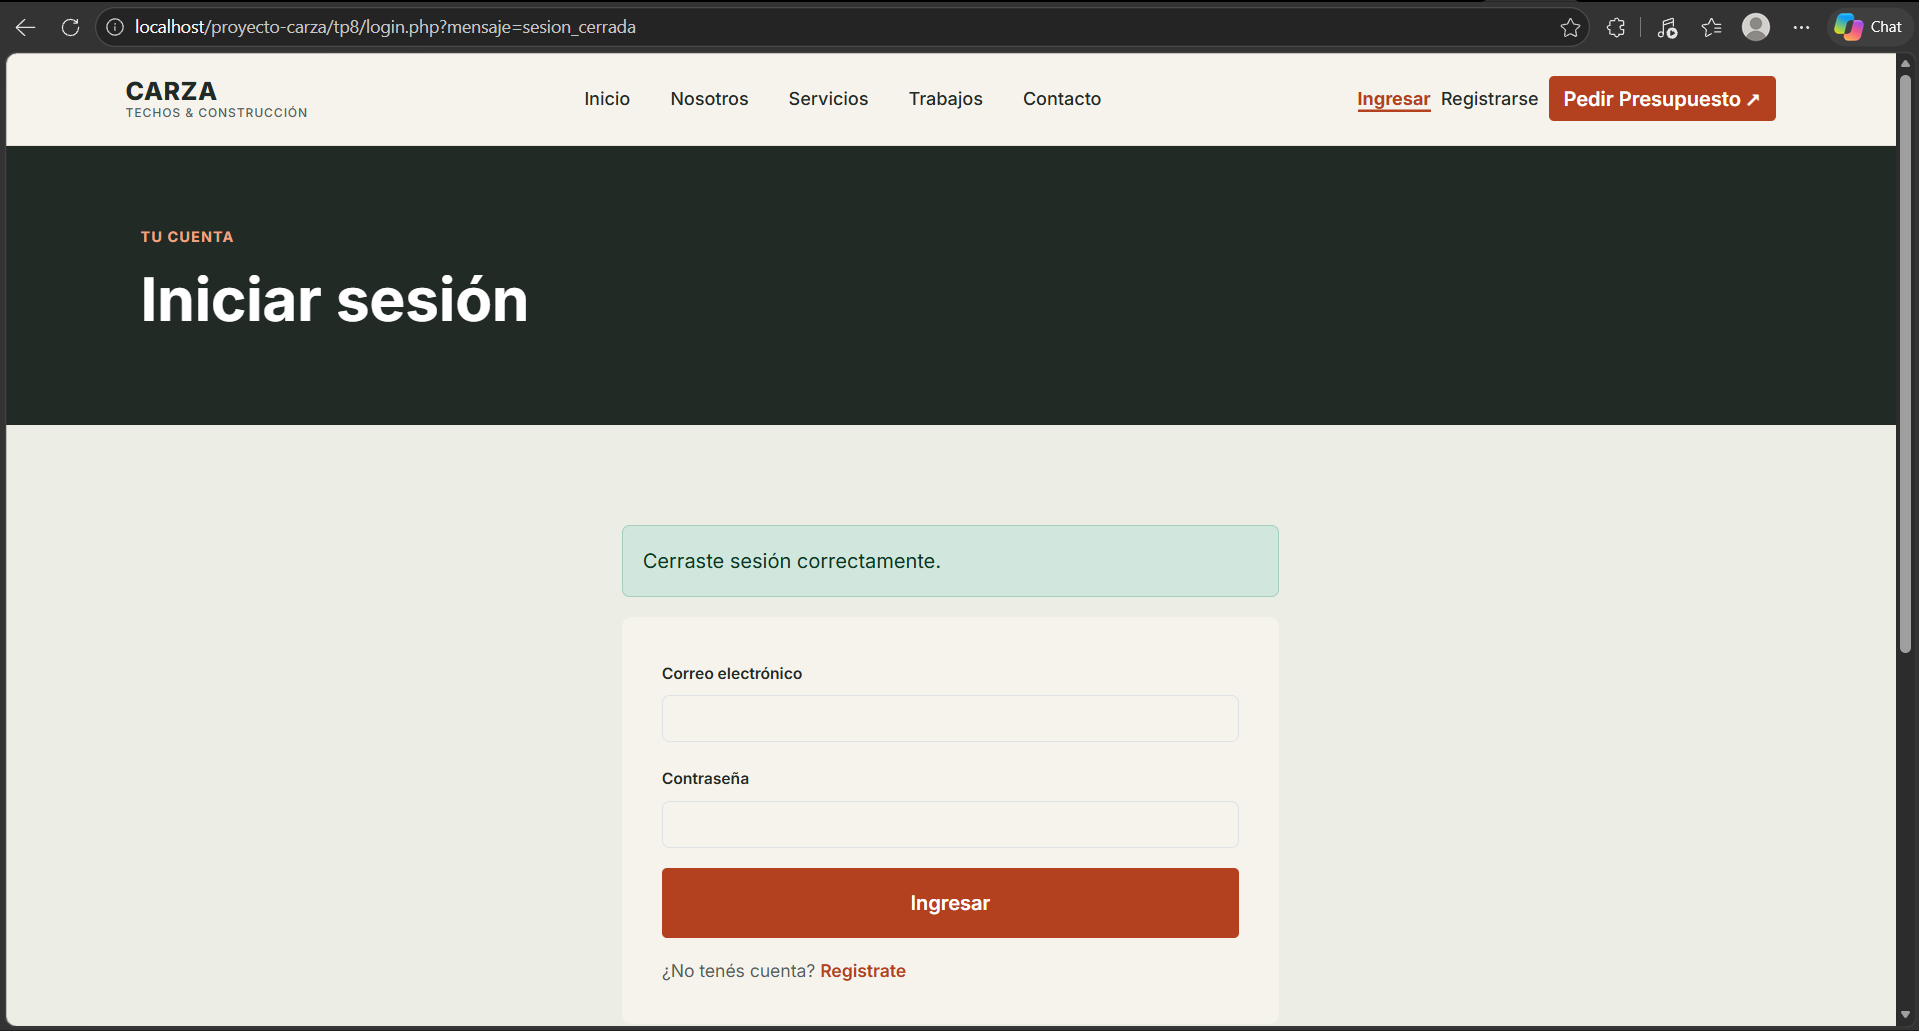 localhost/proyecto-carza/tp8/login.php?mensaje=sesion_cerrada
Chat
CARZA
TECHOS & CONSTRUCCIÓN
Inicio
Nosotros
Servicios
Trabajos
Contacto
Ingresar
Registrarse
Pedir Presupuesto ↗
TU CUENTA
Iniciar sesión
Cerraste sesión correctamente.
Correo electrónico
Contraseña
Ingresar
¿No tenés cuenta? Registrate